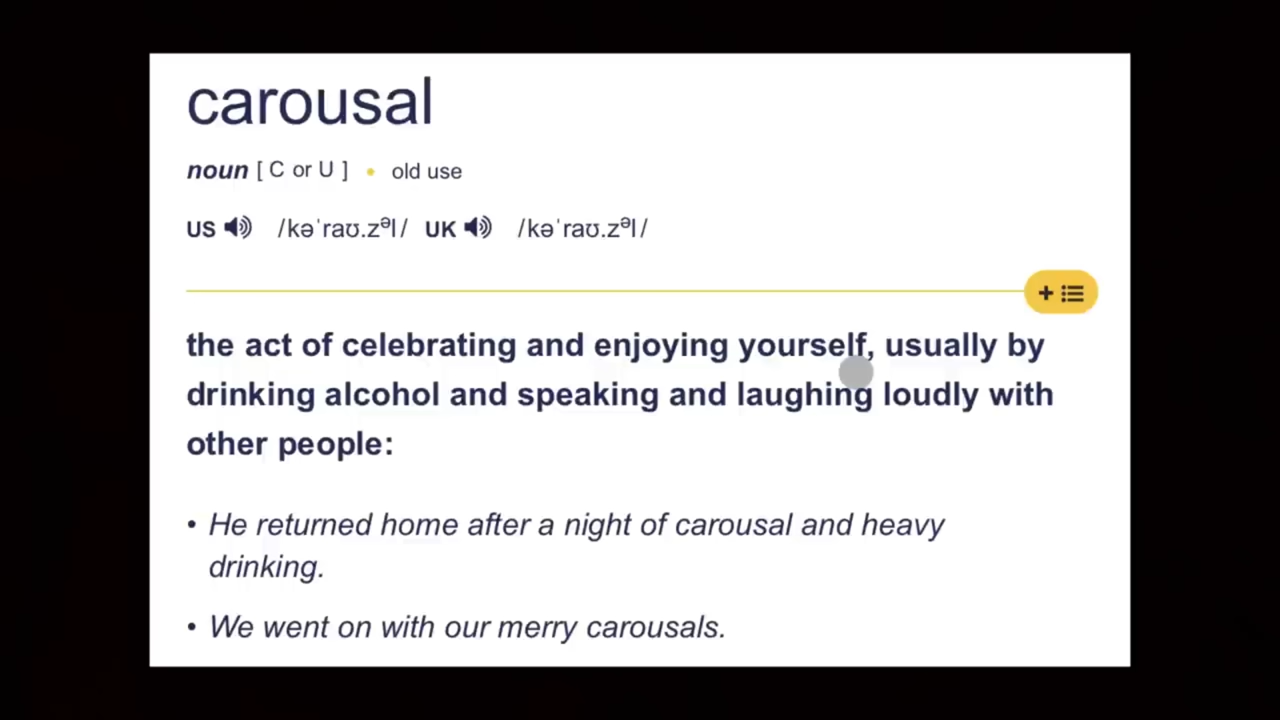 carousal
noun [ C or U ] • old use
US /kəˈraʊ.zᵊl/ UK /kəˈraʊ.zᵊl/
+
the act of celebrating and enjoying yourself, usually by
drinking alcohol and speaking and laughing loudly with
other people:
• He returned home after a night of carousal and heavy
drinking.
• We went on with our merry carousals.